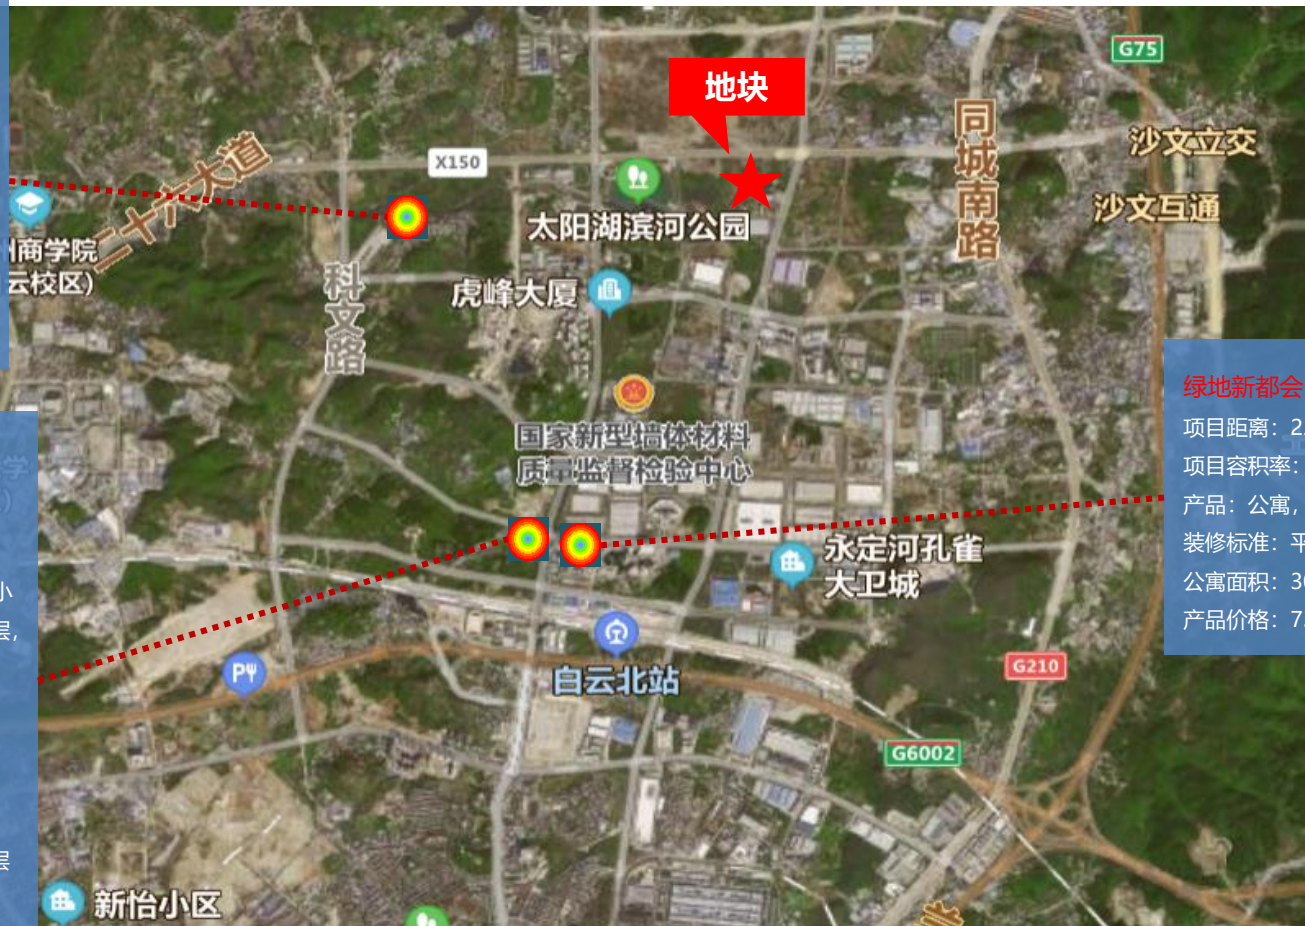 G75
地块
同城南路
沙文立交
二十六大道
X150
沙文互通
太阳湖滨河公园
商学院
云校区)
科文路
虎峰大厦
绿地新都会
项目距离：2
国家新型墙体材料
质量监督检验中心
项目容积率：
产品：公寓，
装修标准：平
永定河孔雀
大卫城
公寓面积：3
产品价格：7
小
层，
G210
白云北站
P
G6002
层
新怡小区